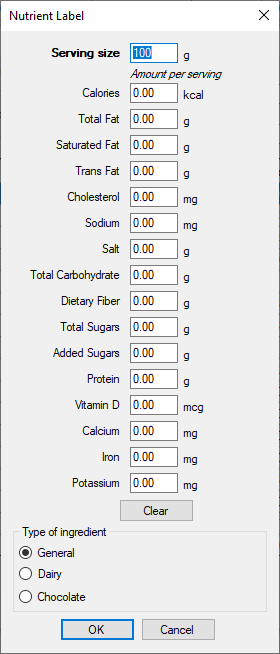 Nutrient Label
Serving size 100 g
Amount per serving
Calories 0.00 kcal
Total Fat 0.00 g
Saturated Fat 0.00 g
Trans Fat 0.00 g
Cholesterol 0.00 mg
Sodium 0.00 mg
Salt 0.00 g
Total Carbohydrate 0.00 g
Dietary Fiber 0.00 g
Total Sugars 0.00 g
Added Sugars 0.00 g
Protein 0.00 g
Vitamin D 0.00 mcg
Calcium 0.00 mg
Iron 0.00 mg
Potassium 0.00 mg
Clear
Type of ingredient
General
Dairy
Chocolate
OK Cancel